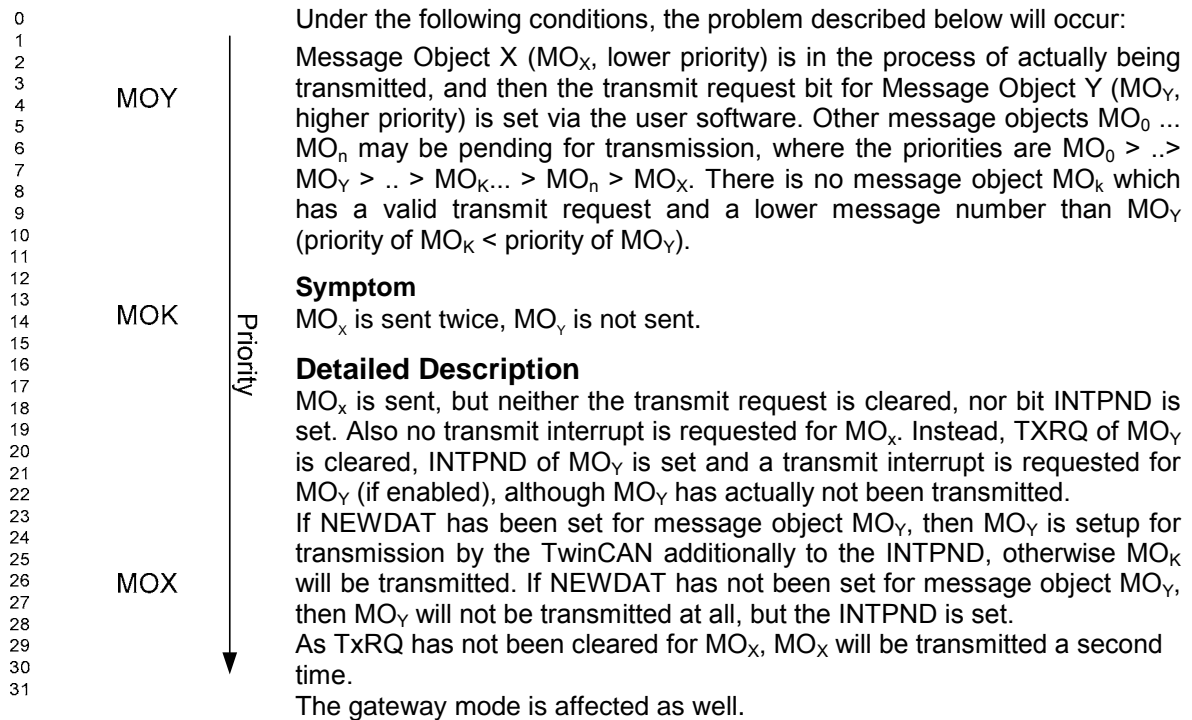 0
1
2
3
4
5
6
7
8
9
10
11
12
13
14
15
16
17
18
19
20
21
22
23
24
25
26
27
28
29
30
31
MOY
MOK
MOX
Priority
Under the following conditions, the problem described below will occur:
Message Object X (MOX, lower priority) is in the process of actually being
transmitted, and then the transmit request bit for Message Object Y (MOY,
higher priority) is set via the user software. Other message objects MO0 ...
MOn may be pending for transmission, where the priorities are MO0 > ..>
MOY > .. > MOK... > MOn > MOX. There is no message object MOk which
has a valid transmit request and a lower message number than MOY
(priority of MOK < priority of MOY).
Symptom
MOX is sent twice, MOY is not sent.
Detailed Description
MOx is sent, but neither the transmit request is cleared, nor bit INTPND is
set. Also no transmit interrupt is requested for MOx. Instead, TXRQ of MOY
is cleared, INTPND of MOY is set and a transmit interrupt is requested for
MOY (if enabled), although MOY has actually not been transmitted.
If NEWDAT has been set for message object MOY, then MOY is setup for
transmission by the TwinCAN additionally to the INTPND, otherwise MOK
will be transmitted. If NEWDAT has not been set for message object MOY,
then MOY will not be transmitted at all, but the INTPND is set.
As TxRQ has not been cleared for MOX, MOX will be transmitted a second
time.
The gateway mode is affected as well.